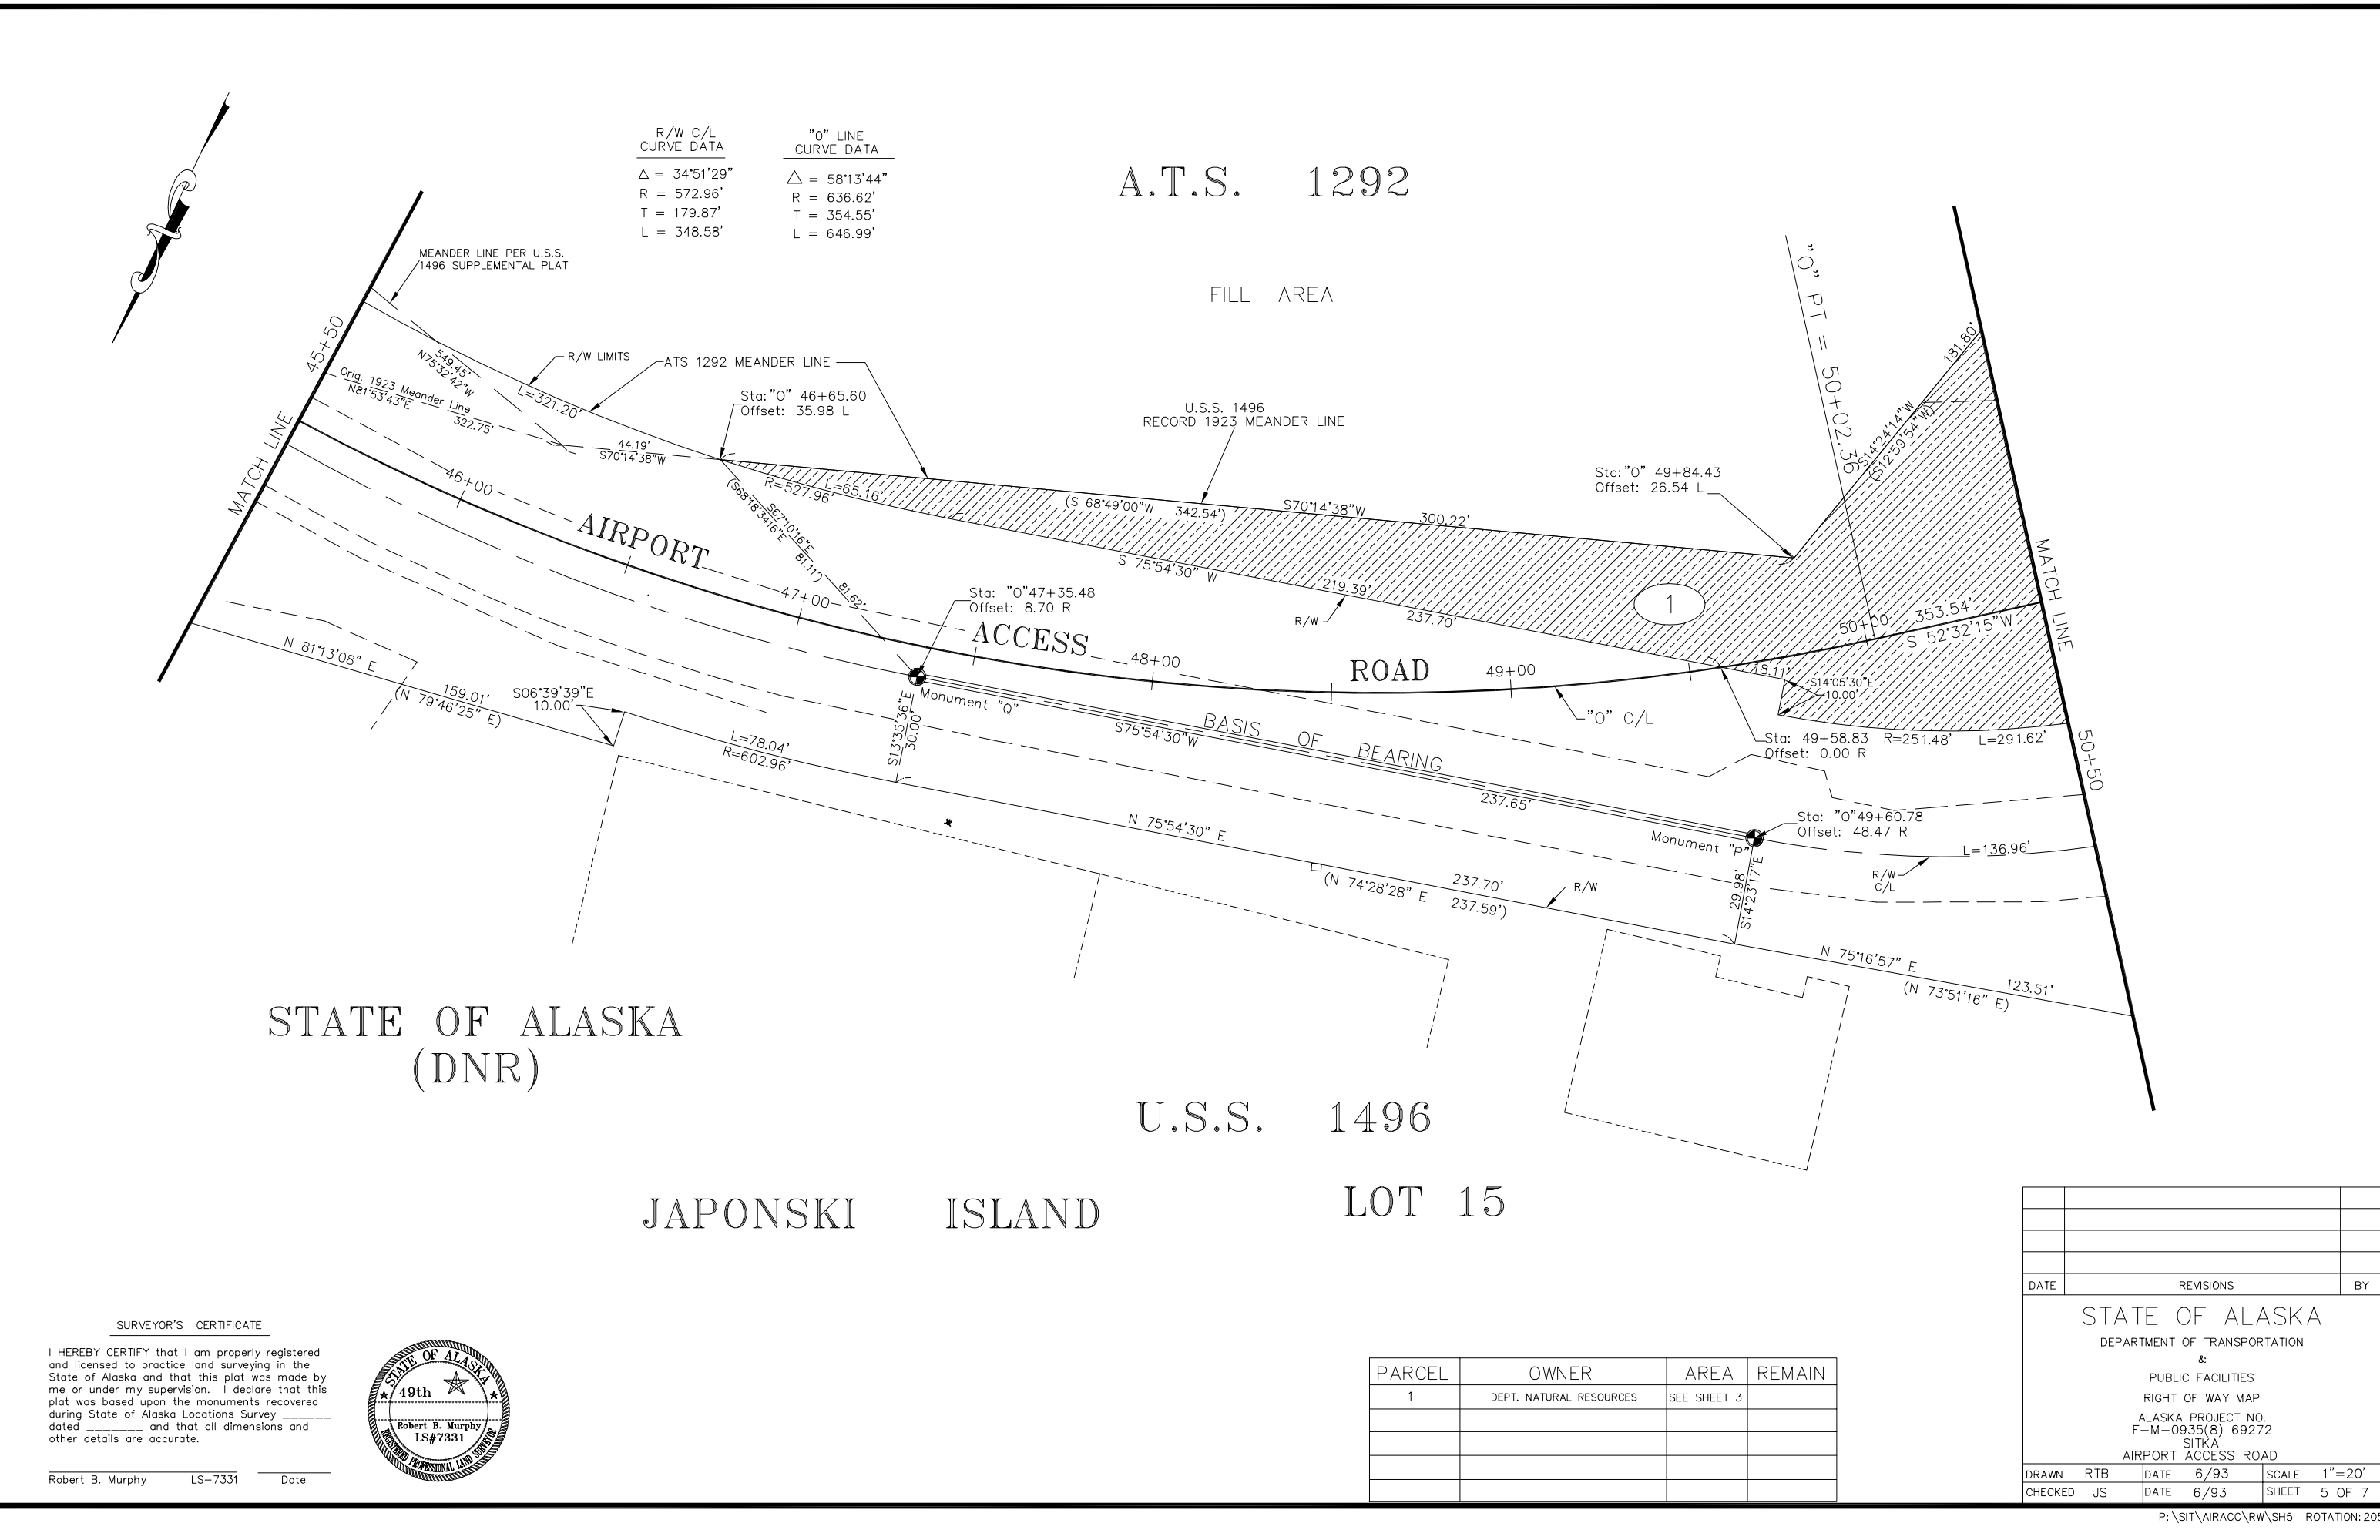 R/W C/L
CURVE DATA
Δ = 34°51'29"
R = 572.96'
T = 179.87'
L = 348.58'
"O" LINE
CURVE DATA
△ = 58°13'44"
R = 636.62'
T = 354.55'
L = 646.99'
A.T.S. 1292
FILL AREA
MEANDER LINE PER U.S.S.
1496 SUPPLEMENTAL PLAT
45+50
MATCH LINE
549.45'
N75°32'42"W
Orig. 1923 Meander Line
N81°53'43"E
322.75'
L=321.20'
R/W LIMITS
ATS 1292 MEANDER LINE
44.19'
S70°14'38"W
Sta:"O" 46+65.60
Offset: 35.98 L
U.S.S. 1496
RECORD 1923 MEANDER LINE
Sta:"O" 49+84.43
Offset: 26.54 L
"O" PT = 50+02.36
181.80'
S14°24'14"W
(S12°59'54"W)
MATCH LINE
50+50
L=65.16'
R=527.96'
(S 68°49'00"W 342.54')
S70°14'38"W
300.22'
S67°10'16"E
81.62'
81.11')
S 75°54'30" W
219.39'
237.70'
R/W
1
46+00
AIRPORT
47+00
ACCESS
48+00
ROAD
49+00
50+00
353.54'
S 52°32'15"W
18.11'
S14°05'30"E
10.00'
Sta: "O"47+35.48
Offset: 8.70 R
Monument "Q"
"O" C/L
Sta: 49+58.83
Offset: 0.00 R
R=251.48'
L=291.62'
BASIS OF BEARING
S75°54'30"W
237.65'
Sta: "O"49+60.78
Offset: 48.47 R
Monument "P"
L=136.96'
R/W
C/L
29.98'
S14°23'17"E
S13°35'36"E
30.00'
N 81°13'08" E
159.01'
(N 79°46'25" E)
S06°39'39"E
10.00'
L=78.04'
R=602.96'
N 75°54'30" E
237.70'
(N 74°28'28" E 237.59')
R/W
N 75°16'57" E
123.51'
(N 73°51'16" E)
STATE OF ALASKA
(DNR)
U.S.S. 1496
LOT 15
JAPONSKI ISLAND
SURVEYOR'S CERTIFICATE
I HEREBY CERTIFY that I am properly registered
and licensed to practice land surveying in the
State of Alaska and that this plat was made by
me or under my supervision. I declare that this
plat was based upon the monuments recovered
during State of Alaska Locations Survey ______
dated _______ and that all dimensions and
other details are accurate.
Robert B. Murphy LS-7331 Date
STATE OF ALASKA
49th
Robert B. Murphy
LS#7331
REGISTERED PROFESSIONAL LAND SURVEYOR
PARCEL OWNER AREA REMAIN
1 DEPT. NATURAL RESOURCES SEE SHEET 3
DATE REVISIONS BY
STATE OF ALASKA
DEPARTMENT OF TRANSPORTATION
&
PUBLIC FACILITIES
RIGHT OF WAY MAP
ALASKA PROJECT NO.
F-M-0935(8) 69272
SITKA
AIRPORT ACCESS ROAD
DRAWN RTB DATE 6/93 SCALE 1"=20'
CHECKED JS DATE 6/93 SHEET 5 OF 7
P:\SIT\AIRACC\RW\SH5 ROTATION:20